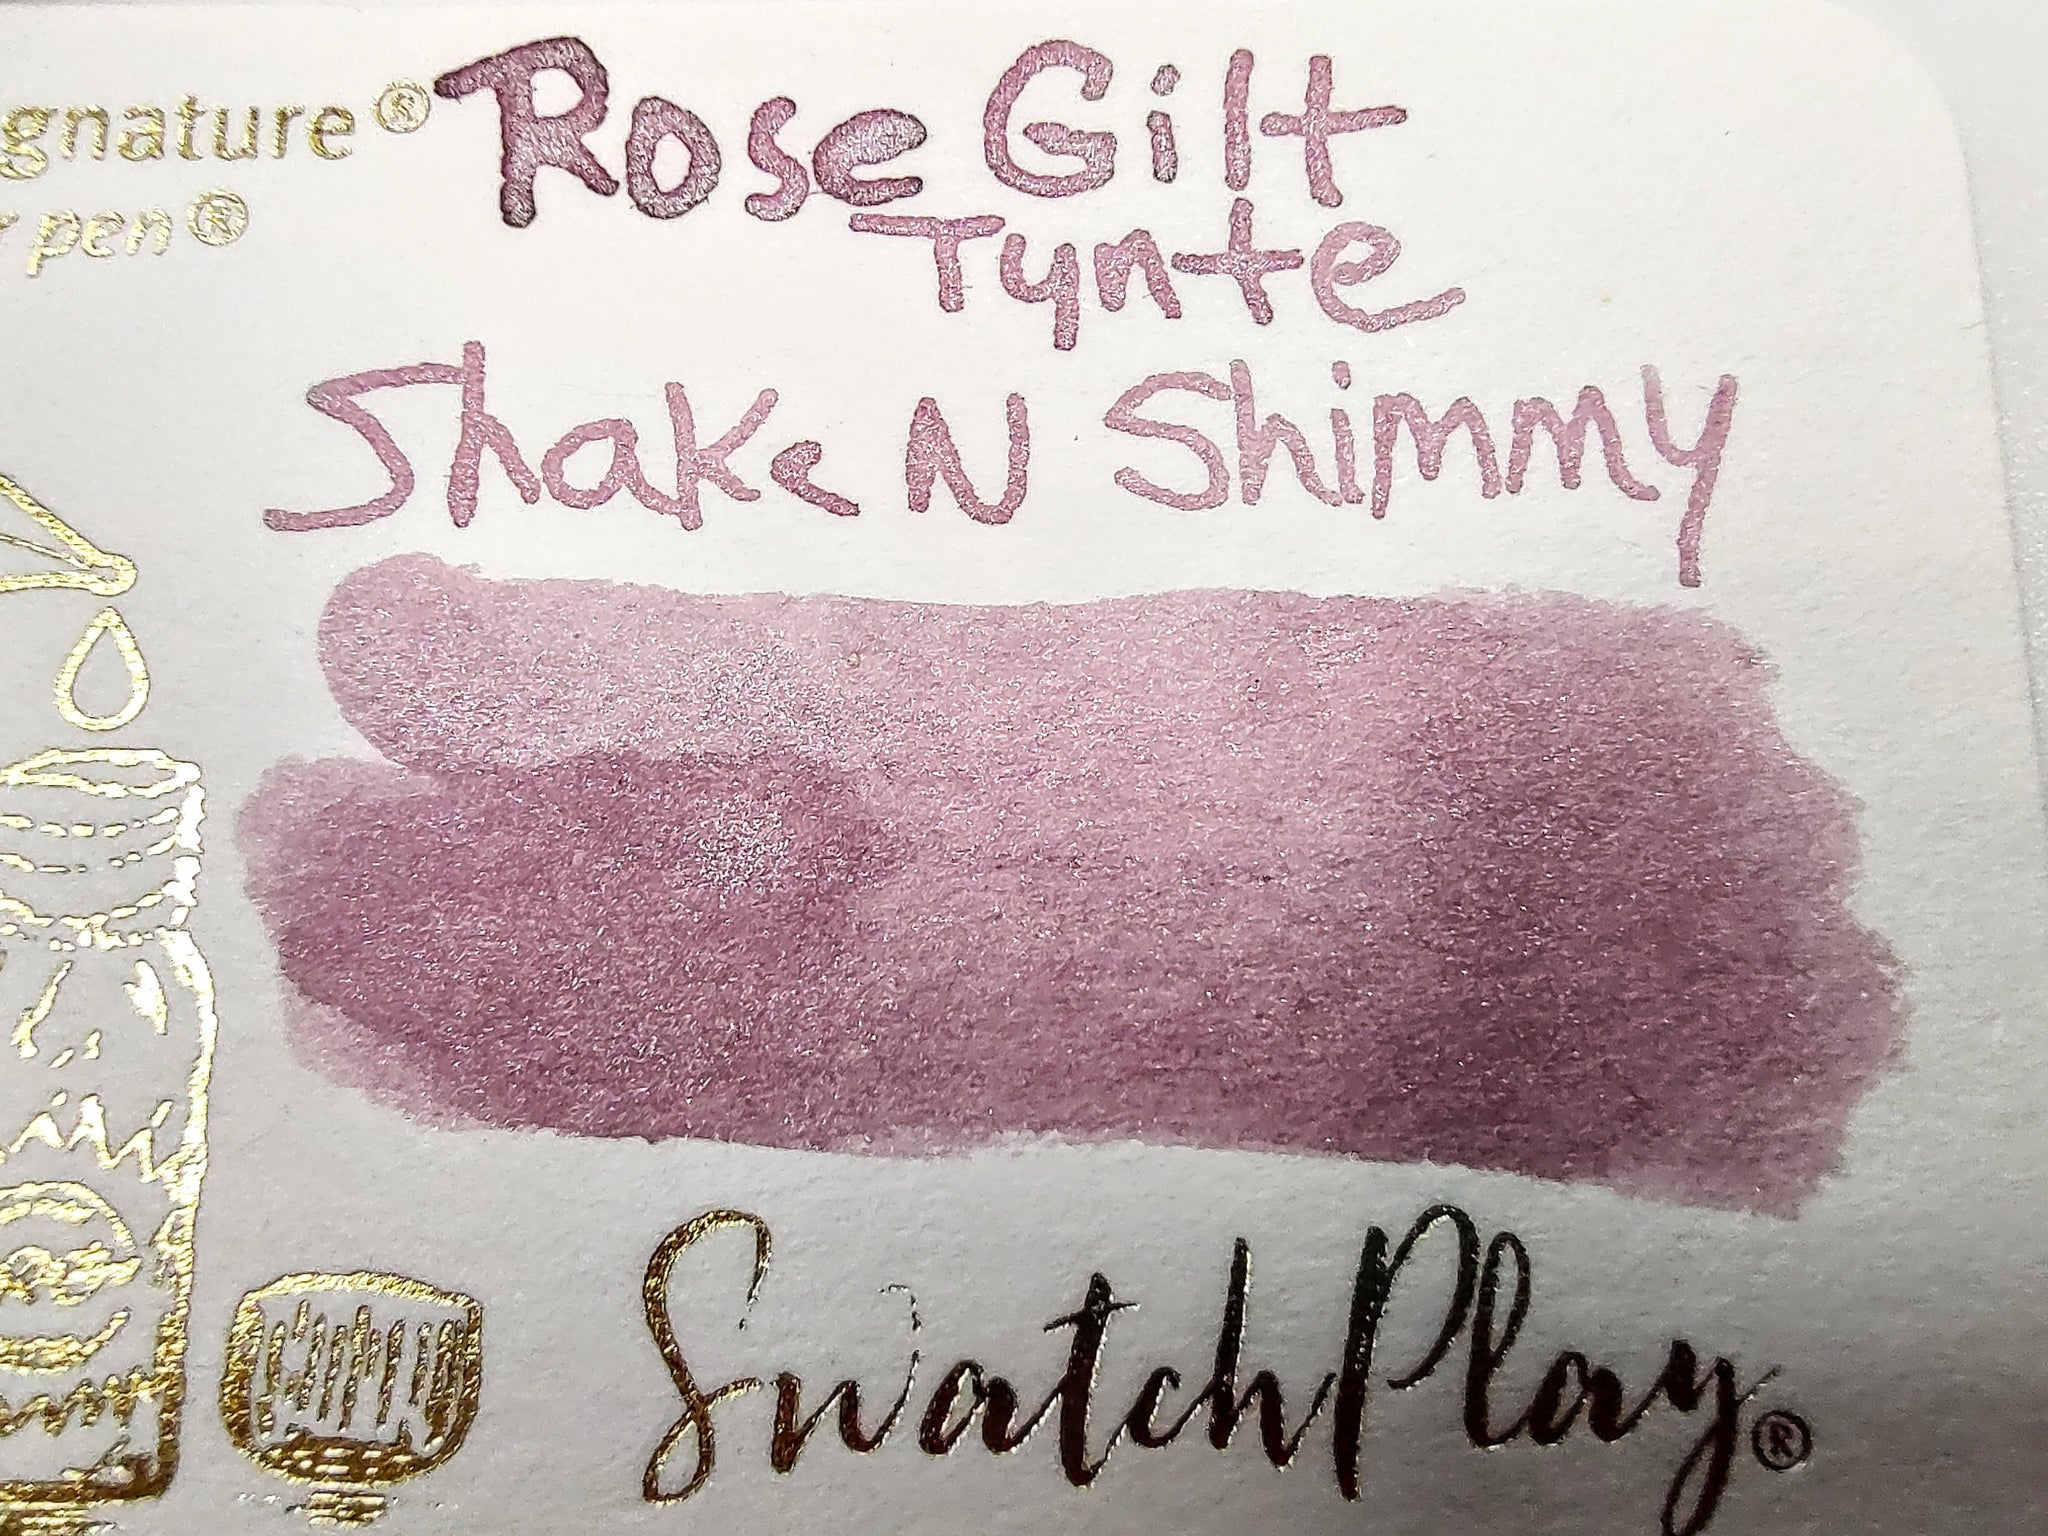 gnature®
pen®
Rose Gilt
Tynte
Shake N Shimmy
SwatchPlay®